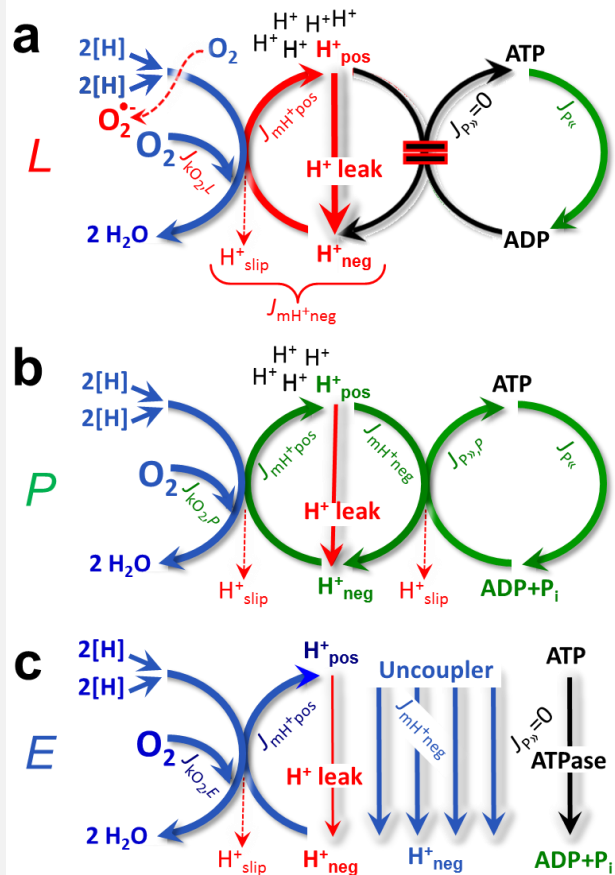 a
L
2[H]
2[H]
O₂
O₂•-
O₂
JkO₂,L
2 H₂O
H⁺ H⁺ H⁺
H⁺ H⁺ H⁺pos
JmH⁺pos
H⁺ leak
H⁺slip
H⁺neg
JmH⁺neg
ATP
JP»=0
JP«
ADP
b
P
2[H]
2[H]
O₂
JkO₂,P
2 H₂O
H⁺ H⁺
H⁺ H⁺ H⁺pos
JmH⁺pos
JmH⁺neg
H⁺ leak
H⁺slip
H⁺neg
H⁺slip
ATP
JP»,P
JP«
ADP+Pi
c
E
2[H]
2[H]
O₂
JkO₂,E
2 H₂O
H⁺pos
JmH⁺pos
H⁺ leak
H⁺slip
H⁺neg
Uncoupler
JmH⁺neg
H⁺neg
JP»=0
ATP
ATPase
ADP+Pi